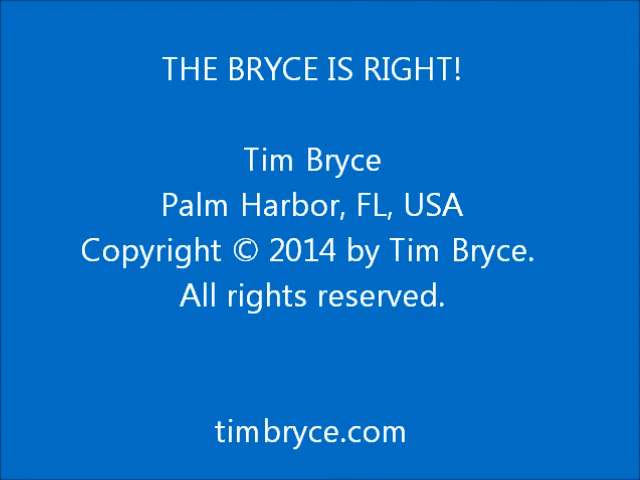 THE BRYCE IS RIGHT!
Tim Bryce
Palm Harbor, FL, USA
Copyright © 2014 by Tim Bryce.
All rights reserved.
timbryce.com